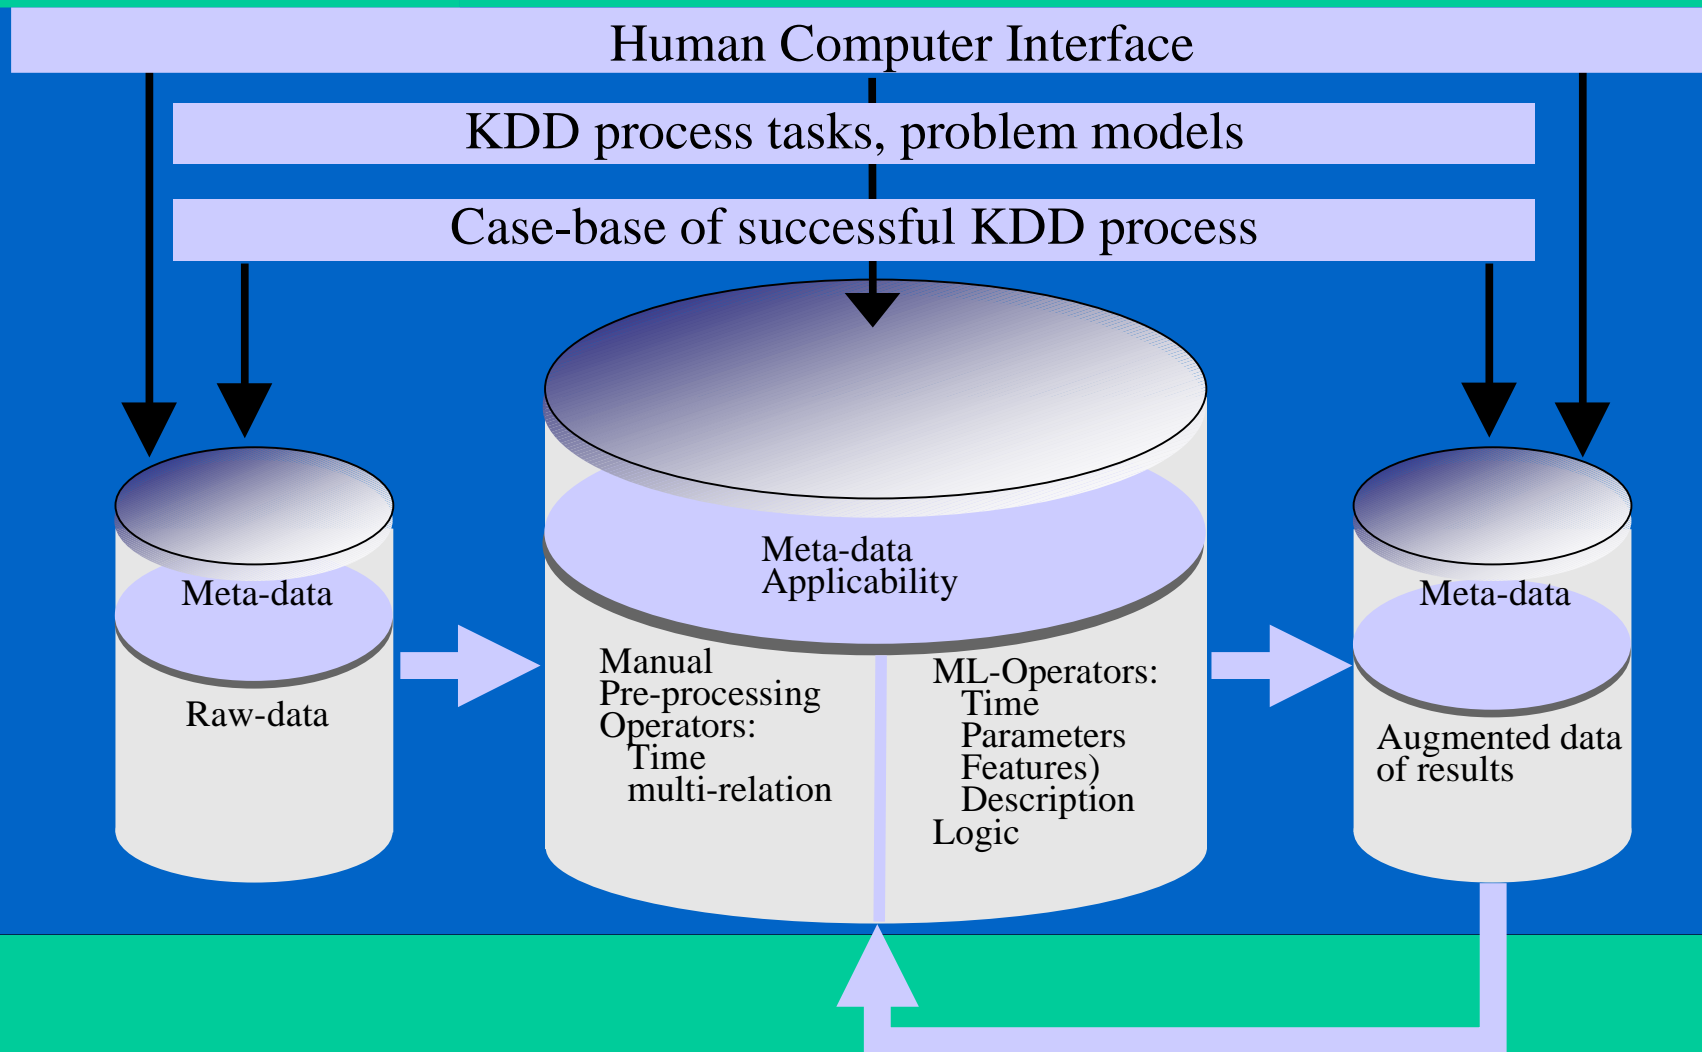 Human Computer Interface
KDD process tasks, problem models
Case-base of successful KDD process
Meta-data
Raw-data
Meta-data
Applicability
Manual
Pre-processing
Operators:
Time
multi-relation
ML-Operators:
Time
Parameters
Features)
Description
Logic
Meta-data
Augmented data
of results